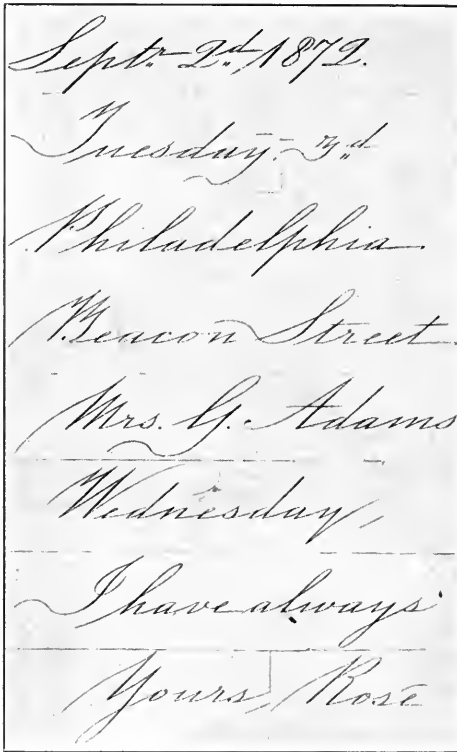 Septr. 2d, 1872.
Tuesday. 3d
Philadelphia.
Beacon Street.
Mrs. G. Adams
Wednesday,
I have always
Yours, Rose